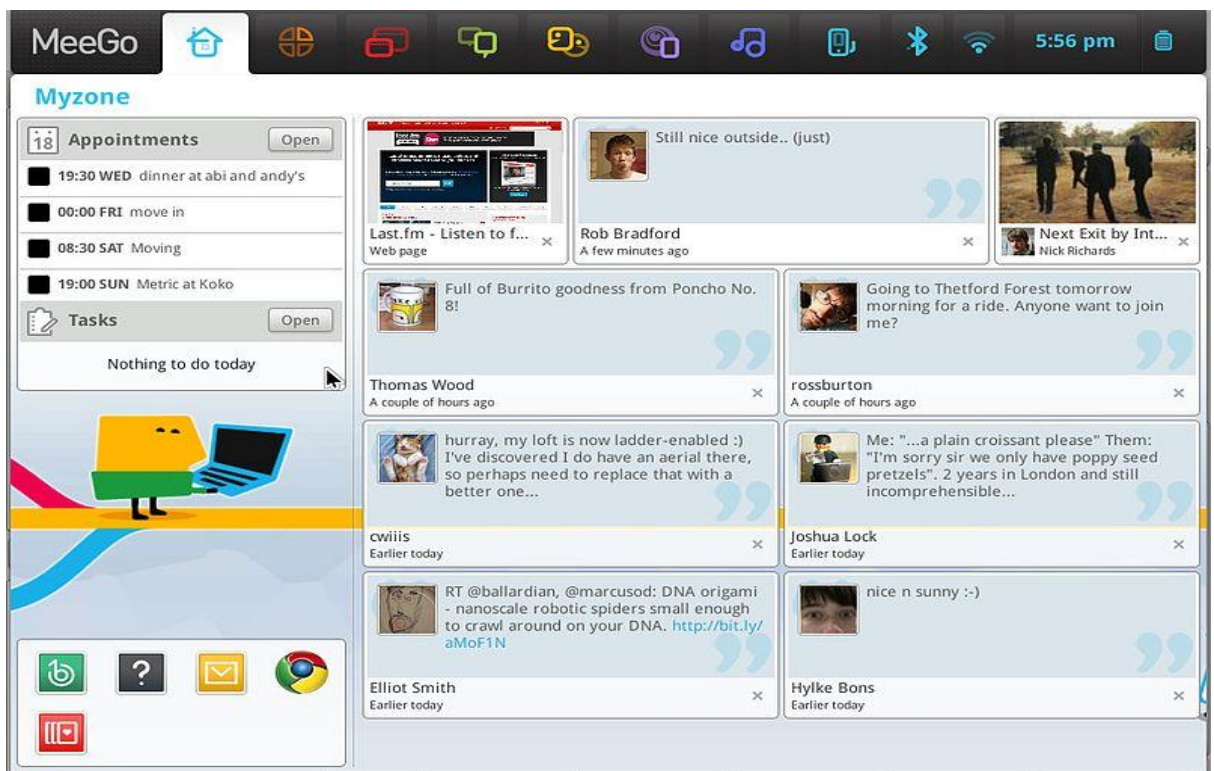 MeeGo
5:56 pm
Myzone
18 Appointments Open
19:30 WED dinner at abi and andy's
00:00 FRI move in
08:30 SAT Moving
19:00 SUN Metric at Koko
Tasks Open
Nothing to do today
Last.fm - Listen to f...
Web page
Still nice outside.. (just)
Rob Bradford
A few minutes ago
Next Exit by Int...
Nick Richards
Full of Burrito goodness from Poncho No.
8!
Thomas Wood
A couple of hours ago
Going to Thetford Forest tomorrow
morning for a ride. Anyone want to join
me?
rossburton
A couple of hours ago
hurray, my loft is now ladder-enabled :)
I've discovered I do have an aerial there,
so perhaps need to replace that with a
better one...
cwiiis
Earlier today
Me: "...a plain croissant please" Them:
"I'm sorry sir we only have poppy seed
pretzels". 2 years in London and still
incomprehensible...
Joshua Lock
Earlier today
RT @ballardian, @marcusod: DNA origami
- nanoscale robotic spiders small enough
to crawl around on your DNA. http://bit.ly/
aMoF1N
Elliot Smith
Earlier today
nice n sunny :-)
Hylke Bons
Earlier today